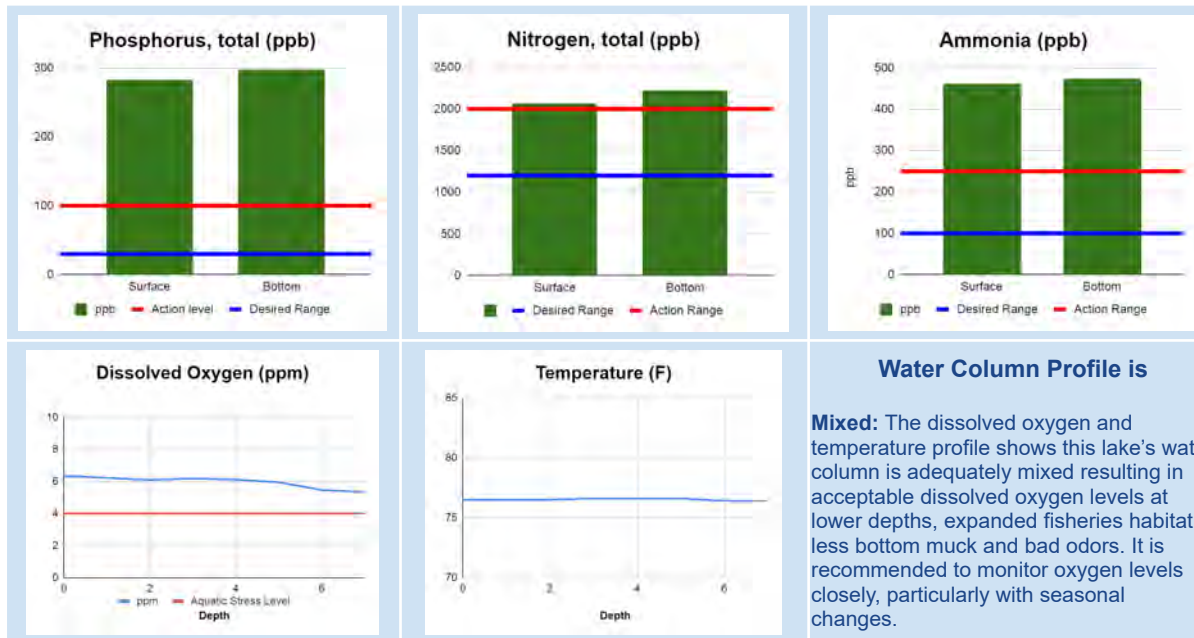 Phosphorus, total (ppb)
300
200
100
0
Surface Bottom
ppb Action level Desired Range
Nitrogen, total (ppb)
2500
2000
1500
1000
500
0
Surface Bottom
Desired Range Action Range
Ammonia (ppb)
500
400
300
200
100
0
ppb
Surface Bottom
ppb Desired Range Action Range
Dissolved Oxygen (ppm)
10
8
6
4
2
0
0 2 4 6
ppm Aquatic Stress Level
Depth
Temperature (F)
85
80
75
70
0 2 4 6
Depth
Water Column Profile is
Mixed: The dissolved oxygen and
temperature profile shows this lake's wat
column is adequately mixed resulting in
acceptable dissolved oxygen levels at
lower depths, expanded fisheries habitat
less bottom muck and bad odors. It is
recommended to monitor oxygen levels
closely, particularly with seasonal
changes.